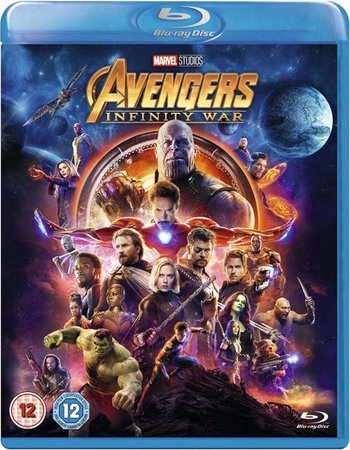 Blu-ray Disc
MARVEL STUDIOS
AVENGERS
INFINITY WAR
12
12
Blu-ray Disc